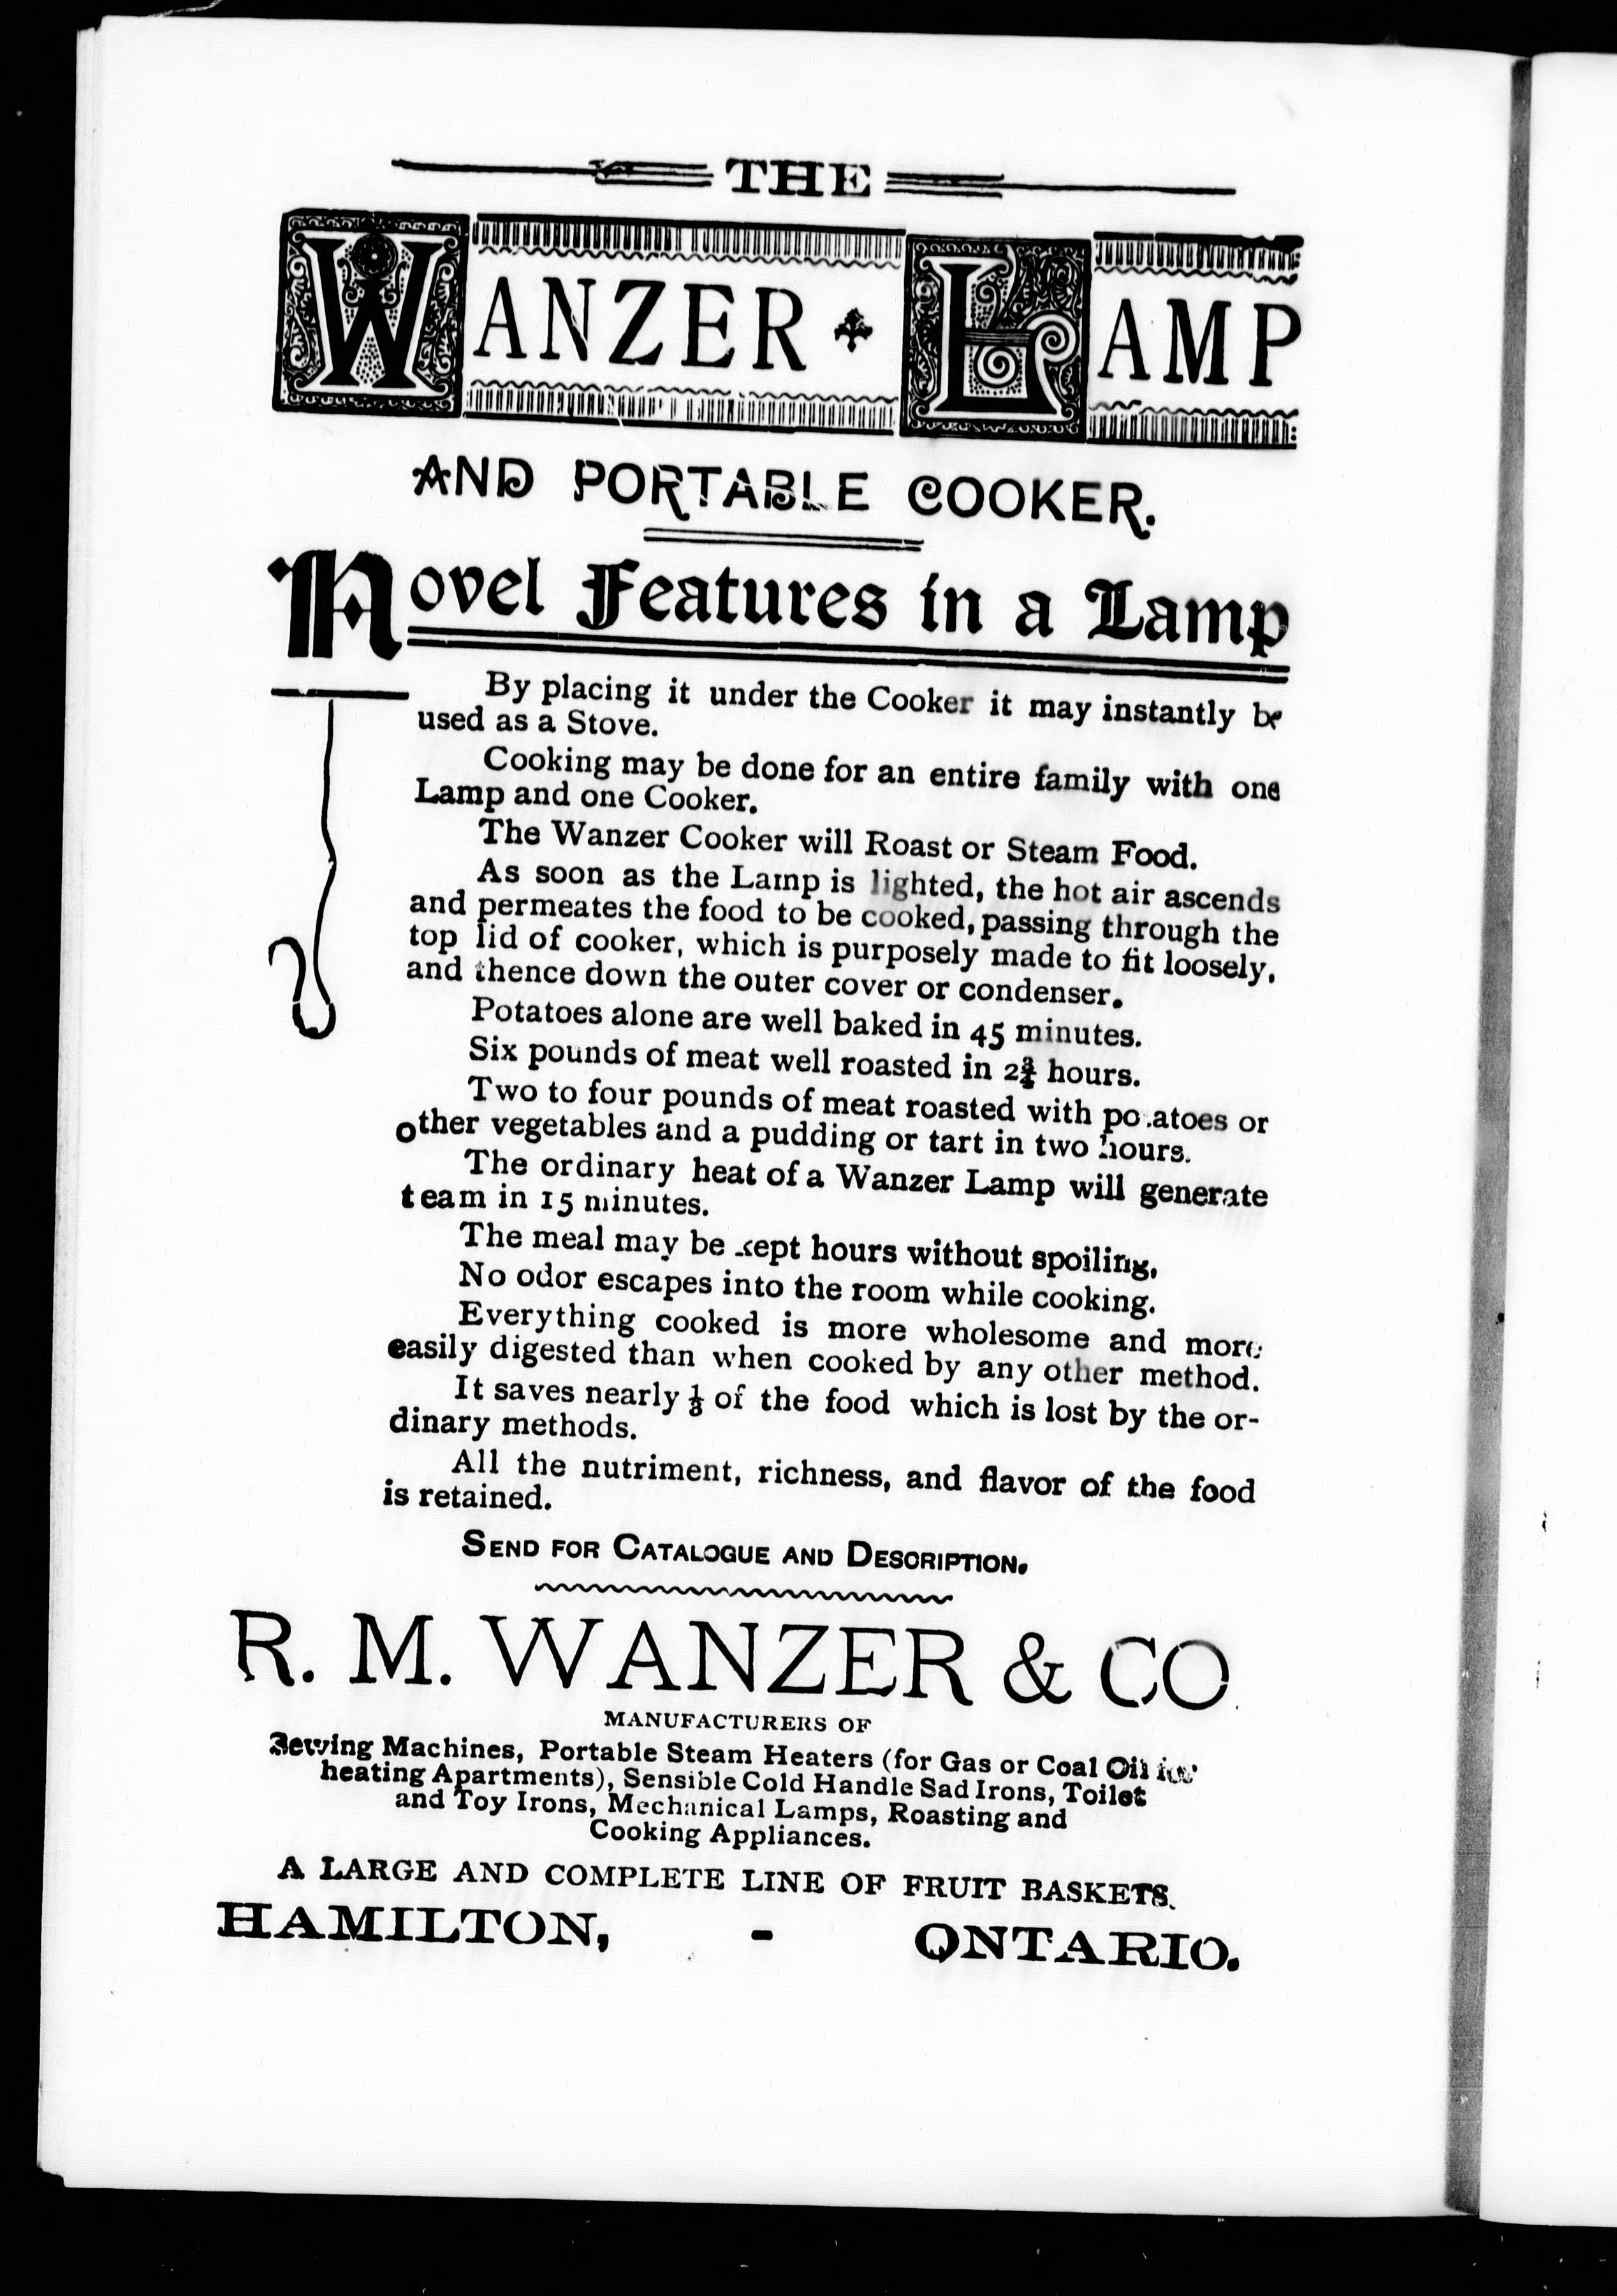 THE
WANZER LAMP
AND PORTABLE COOKER.
Novel Features in a Lamp
By placing it under the Cooker it may instantly be
used as a Stove.
Cooking may be done for an entire family with one
Lamp and one Cooker.
The Wanzer Cooker will Roast or Steam Food.
As soon as the Lamp is lighted, the hot air ascends
and permeates the food to be cooked, passing through the
top lid of cooker, which is purposely made to fit loosely,
and thence down the outer cover or condenser.
Potatoes alone are well baked in 45 minutes.
Six pounds of meat well roasted in 2¾ hours.
Two to four pounds of meat roasted with potatoes or
other vegetables and a pudding or tart in two hours.
The ordinary heat of a Wanzer Lamp will generate
team in 15 minutes.
The meal may be kept hours without spoiling.
No odor escapes into the room while cooking.
Everything cooked is more wholesome and more
easily digested than when cooked by any other method.
It saves nearly ⅓ of the food which is lost by the or-
dinary methods.
All the nutriment, richness, and flavor of the food
is retained.
SEND FOR CATALOGUE AND DESCRIPTION.
R. M. WANZER & CO.
MANUFACTURERS OF
Sewing Machines, Portable Steam Heaters (for Gas or Coal Oil for
heating Apartments), Sensible Cold Handle Sad Irons, Toilet
and Toy Irons, Mechanical Lamps, Roasting and
Cooking Appliances.
A LARGE AND COMPLETE LINE OF FRUIT BASKETS.
HAMILTON, - ONTARIO.